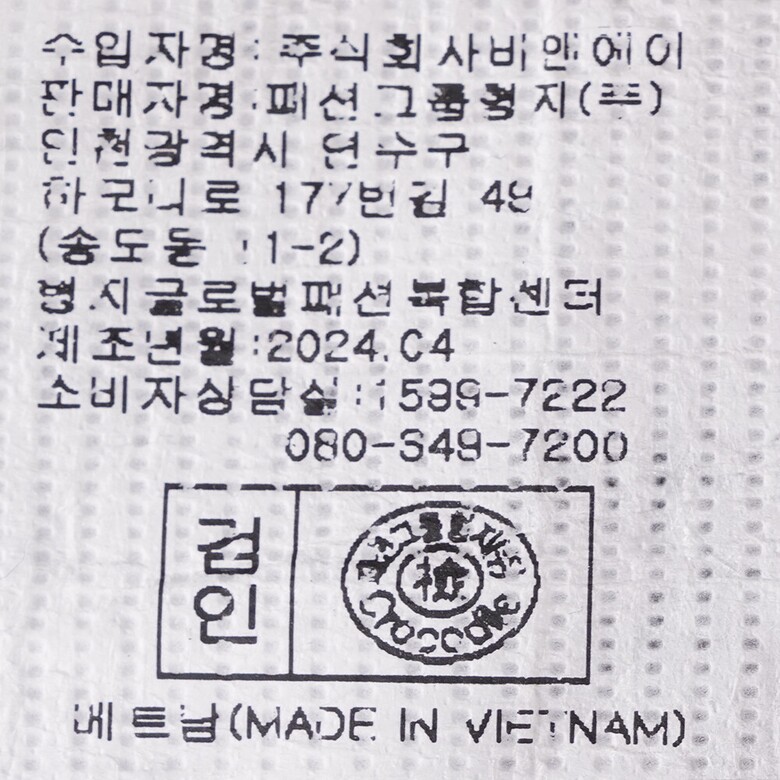 수입자명: 주식회사비앤에이
판매자명:패션그룹형지(주)
인천광역시 연수구
하모니로 177번길 49
(송도동 11-2)
형지글로벌패션복합센터
제조년월:2024.04
소비자상담실:1599-7222
080-349-7200
검
인
베트남(MADE IN VIETNAM)